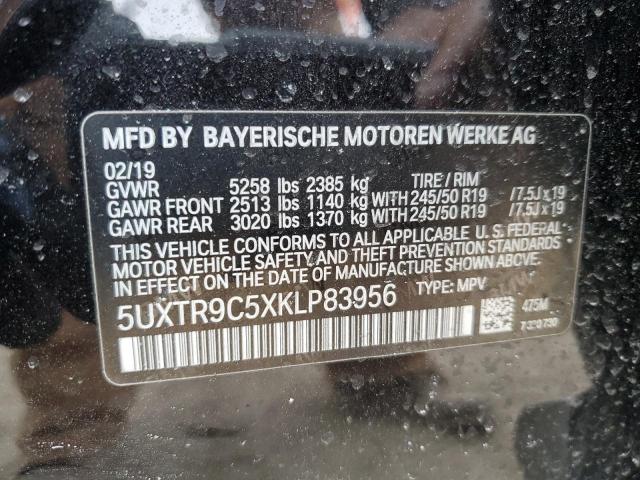 MFD BY BAYERISCHE MOTOREN WERKE AG
02/19
GVWR 5258 lbs 2385 kg TIRE / RIM
GAWR FRONT 2513 lbs 1140 kg WITH 245/50 R19 /7.5J x 19
GAWR REAR 3020 lbs 1370 kg WITH 245/50 R19 /7.5J x 19
THIS VEHICLE CONFORMS TO ALL APPLICABLE U. S. FEDERAL
MOTOR VEHICLE SAFETY AND THEFT PREVENTION STANDARDS
IN EFFECT ON THE DATE OF MANUFACTURE SHOWN ABOVE.
5UXTR9C5XKLP83956 TYPE: MPV
475M